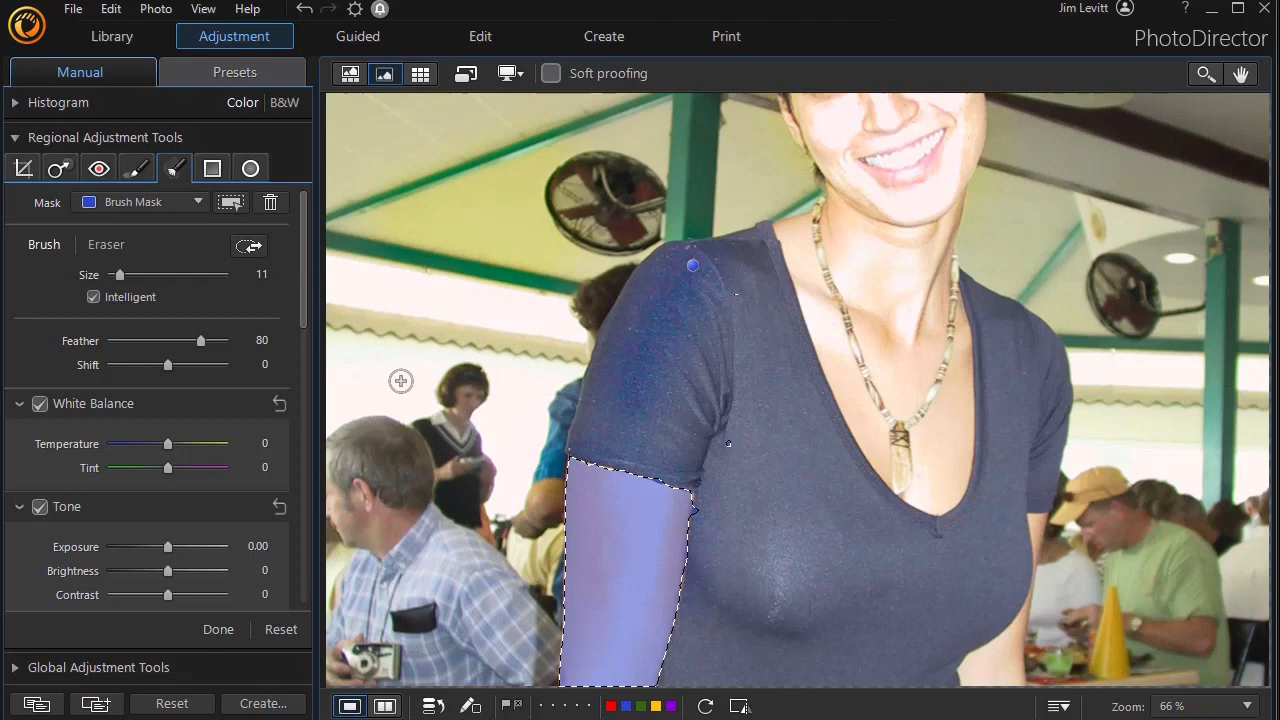 File Edit Photo View Help
Jim Levitt
?
Library Adjustment Guided Edit Create Print
PhotoDirector
Manual Presets
Soft proofing
Histogram Color | B&W
Regional Adjustment Tools
Mask Brush Mask
Brush Eraser
Size 11
Intelligent
Feather 80
Shift 0
White Balance
Temperature 0
Tint 0
Tone
Exposure 0.00
Brightness 0
Contrast 0
Done Reset
Global Adjustment Tools
Reset Create...
Zoom: 66 %